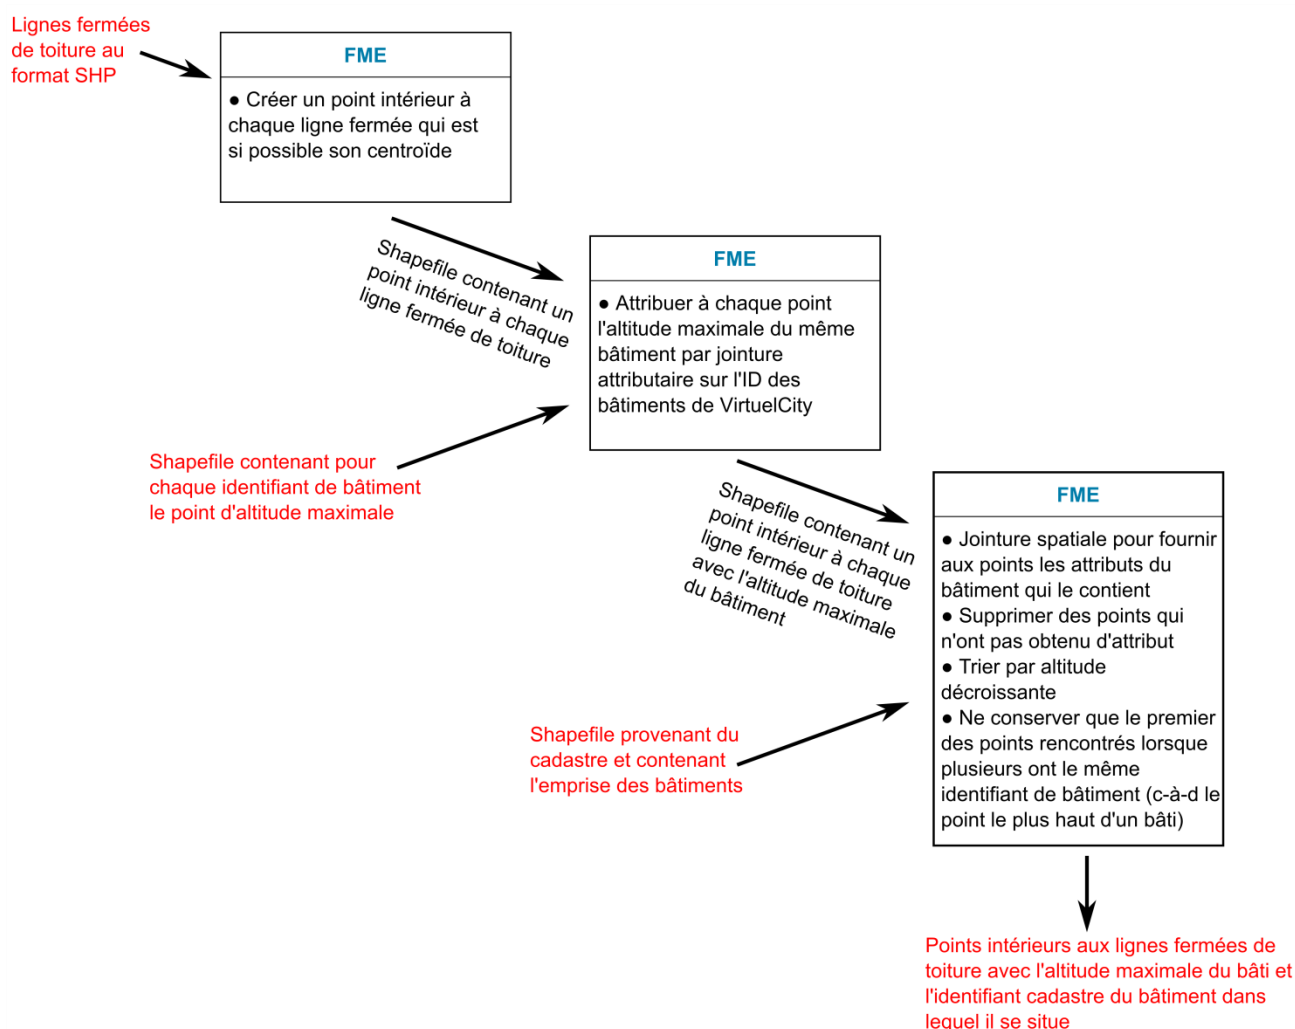 Lignes fermées
de toiture au
format SHP
FME
● Créer un point intérieur à
chaque ligne fermée qui est
si possible son centroïde
Shapefile contenant un
point intérieur à chaque
ligne fermée de toiture
FME
● Attribuer à chaque point
l'altitude maximale du même
bâtiment par jointure
attributaire sur l'ID des
bâtiments de VirtuelCity
Shapefile contenant pour
chaque identifiant de bâtiment
le point d'altitude maximale
Shapefile contenant un
point intérieur à chaque
ligne fermée de toiture
avec l'altitude maximale
du bâtiment
FME
● Jointure spatiale pour fournir
aux points les attributs du
bâtiment qui le contient
● Supprimer des points qui
n'ont pas obtenu d'attribut
● Trier par altitude
décroissante
● Ne conserver que le premier
des points rencontrés lorsque
plusieurs ont le même
identifiant de bâtiment (c-à-d le
point le plus haut d'un bâti)
Shapefile provenant du
cadastre et contenant
l'emprise des bâtiments
Points intérieurs aux lignes fermées de
toiture avec l'altitude maximale du bâti et
l'identifiant cadastre du bâtiment dans
lequel il se situe